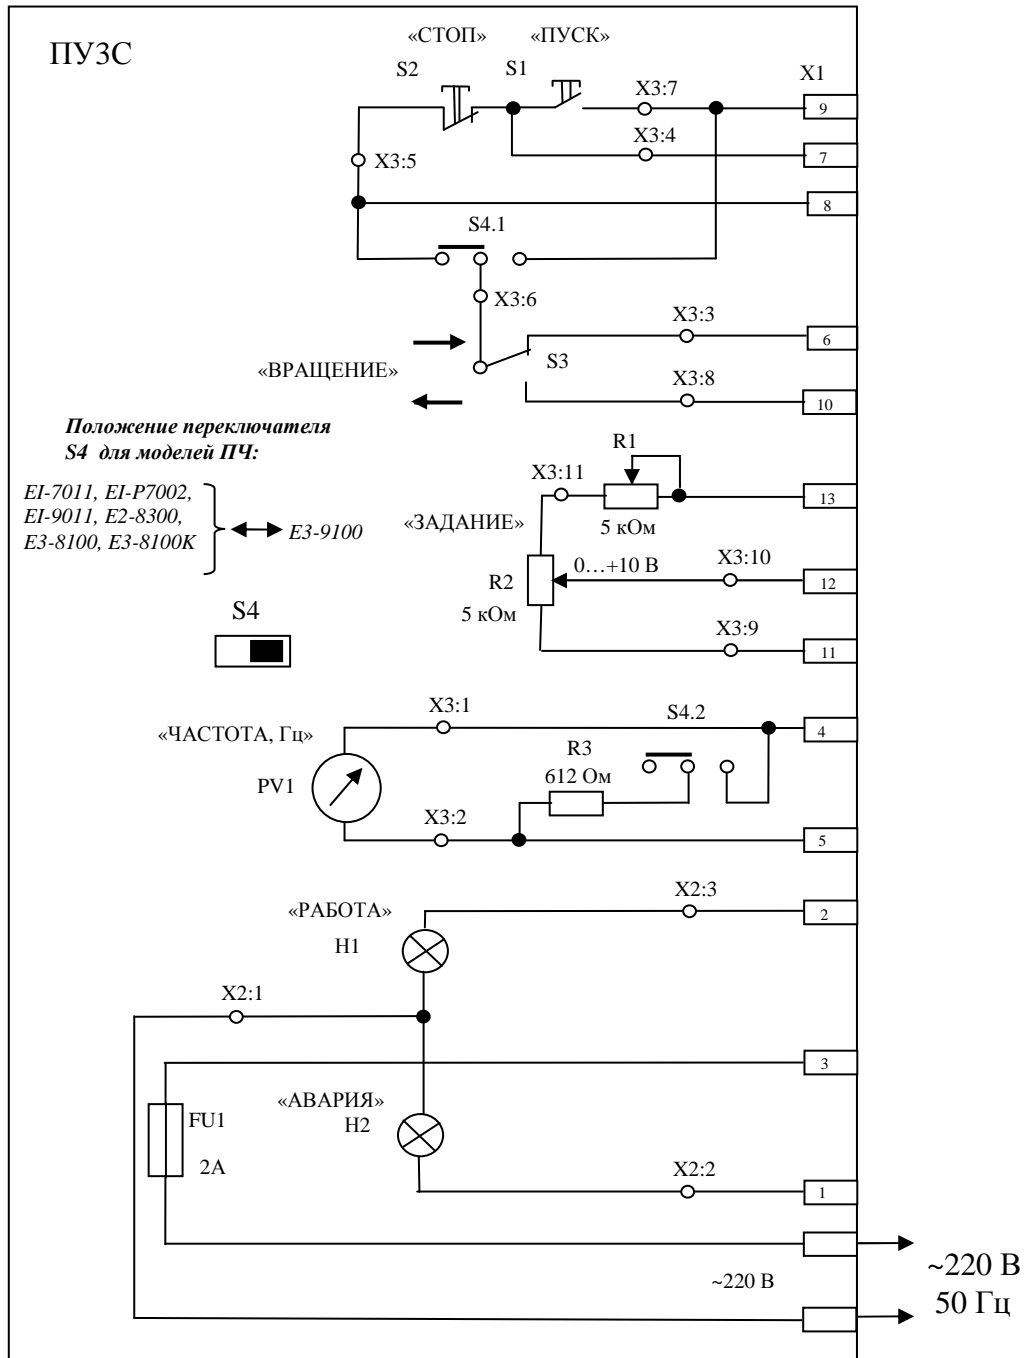 ПУ3С
«СТОП» «ПУСК»
S2 S1 X1
X3:7
9
X3:4
7
X3:5
8
S4.1
X3:6
X3:3
6
S3
«ВРАЩЕНИЕ»
X3:8
10
Положение переключателя
S4 для моделей ПЧ:
EI-7011, EI-P7002,
EI-9011, E2-8300,
E3-8100, E3-8100K
E3-9100
R1
X3:11
13
5 кОм
«ЗАДАНИЕ»
0…+10 В
X3:10
R2
12
5 кОм
X3:9
11
S4
X3:1
S4.2
4
«ЧАСТОТА, Гц»
R3
612 Ом
PV1
X3:2
5
X2:3
«РАБОТА»
2
H1
X2:1
3
«АВАРИЯ»
H2
FU1
2А
X2:2
1
~220 В
~220 В
50 Гц